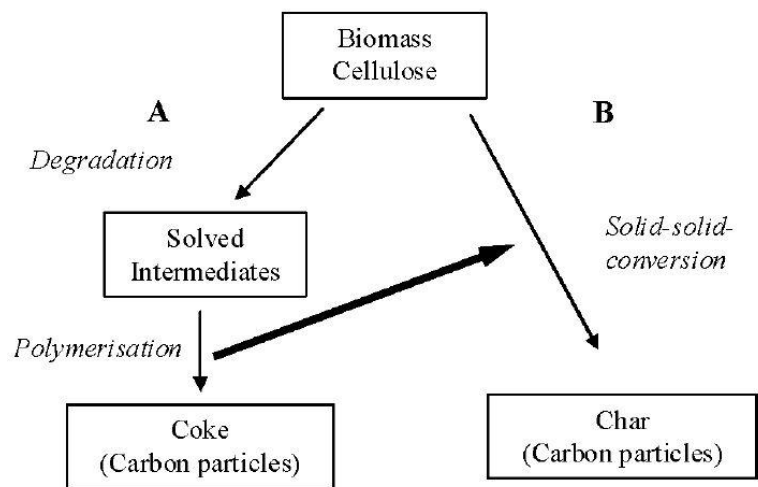 Biomass
Cellulose
A
B
Degradation
Solved
Intermediates
Solid-solid-
conversion
Polymerisation
Coke
(Carbon particles)
Char
(Carbon particles)